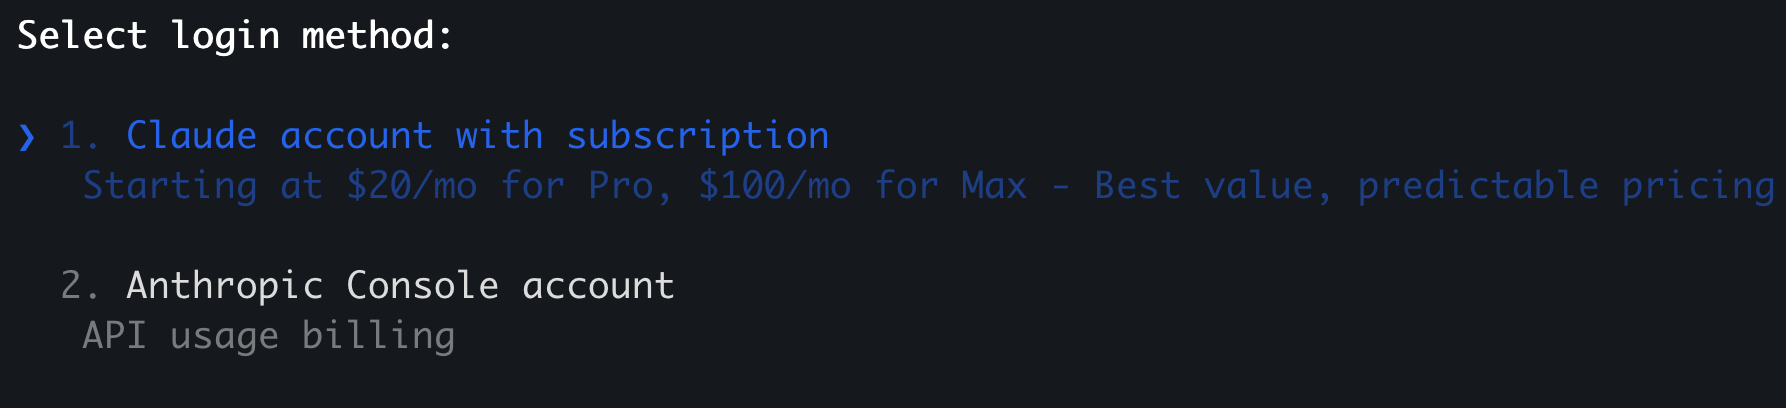 Select login method:
❯ 1. Claude account with subscription
Starting at $20/mo for Pro, $100/mo for Max - Best value, predictable pricing
2. Anthropic Console account
API usage billing